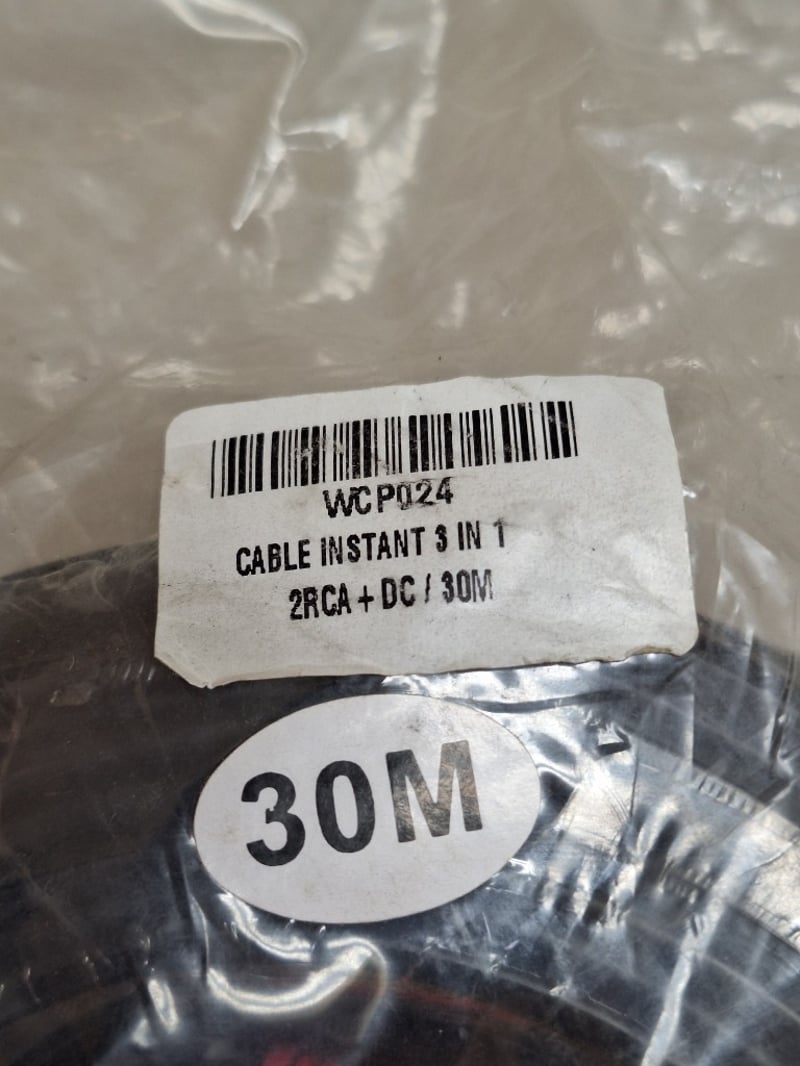 WCP024
CABLE INSTANT 3 IN 1
2RCA + DC / 30M
30M